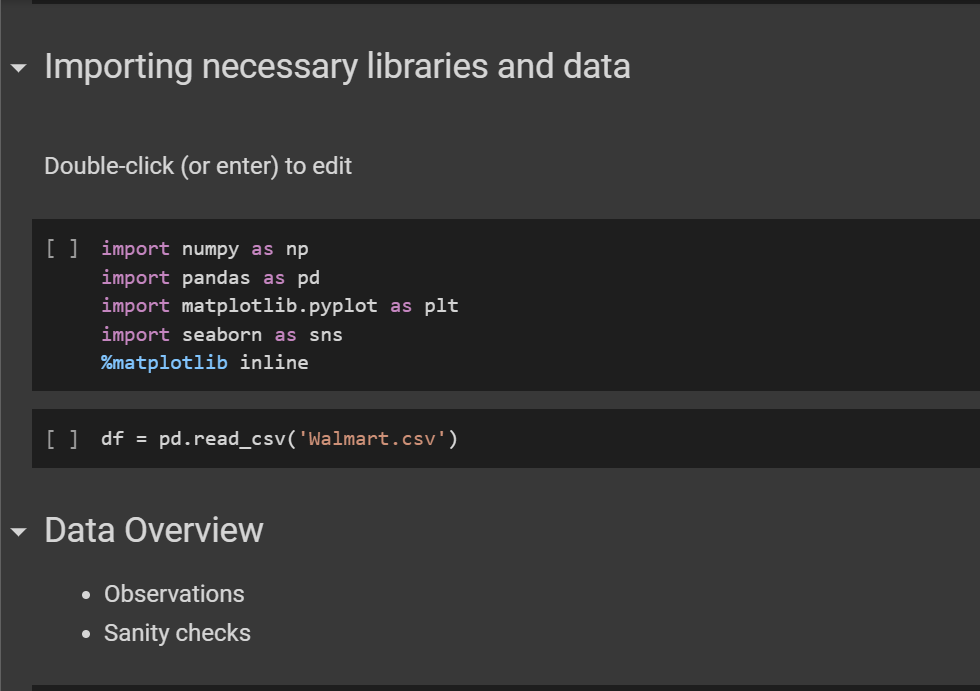 Importing necessary libraries and data
Double-click (or enter) to edit
[ ] import numpy as np
import pandas as pd
import matplotlib.pyplot as plt
import seaborn as sns
%matplotlib inline
[ ] df = pd.read_csv('Walmart.csv')
Data Overview
• Observations
• Sanity checks